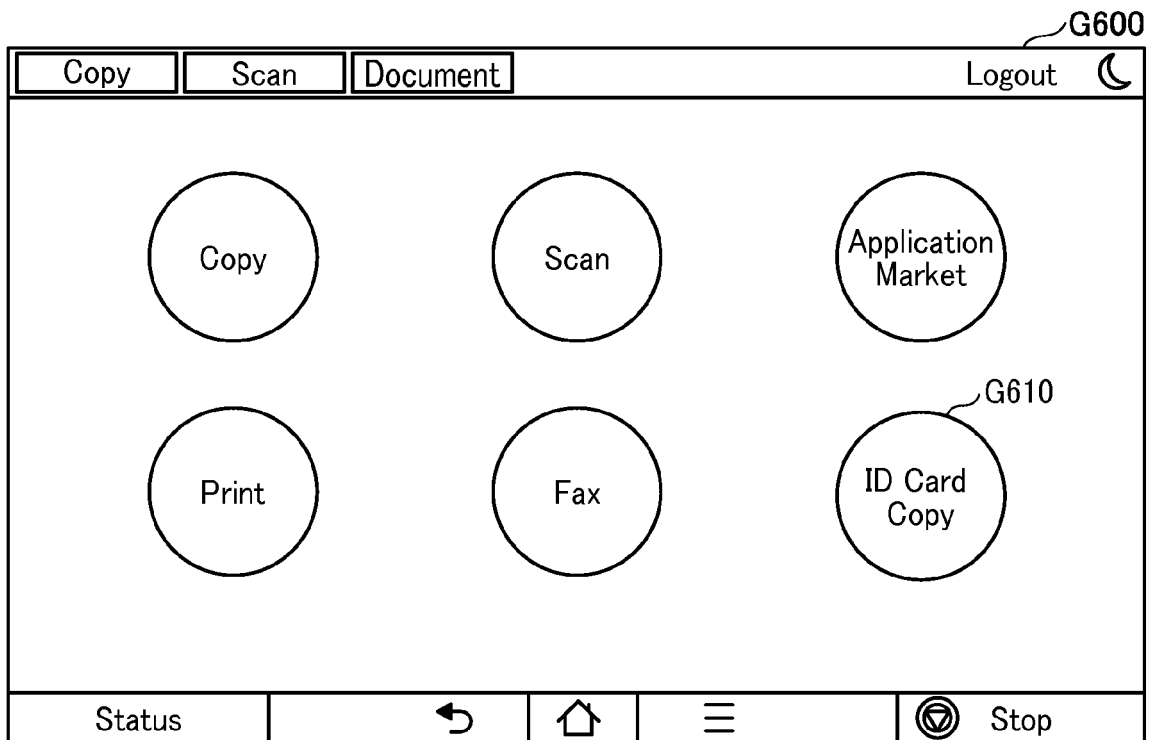 G600
Copy Scan Document Logout
Copy Scan Application
Market
G610
Print Fax ID Card
Copy
Status Stop